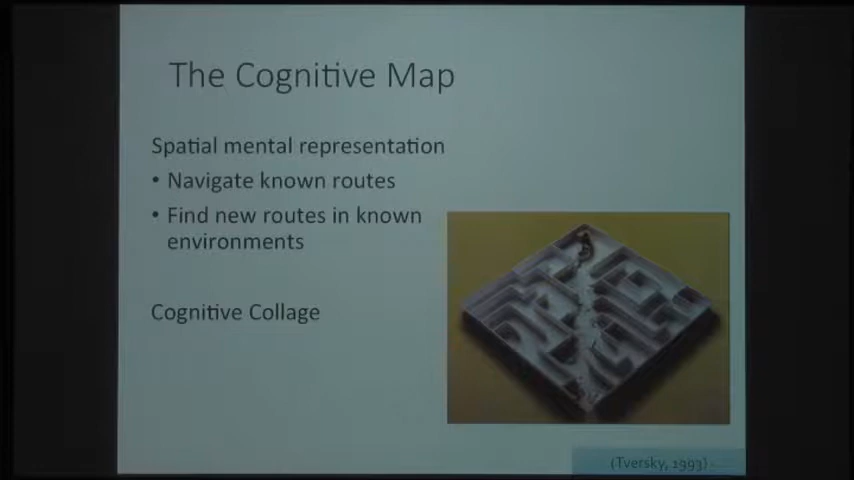 The Cognitive Map
Spatial mental representation
• Navigate known routes
• Find new routes in known
environments
Cognitive Collage
(Tversky, 1993)